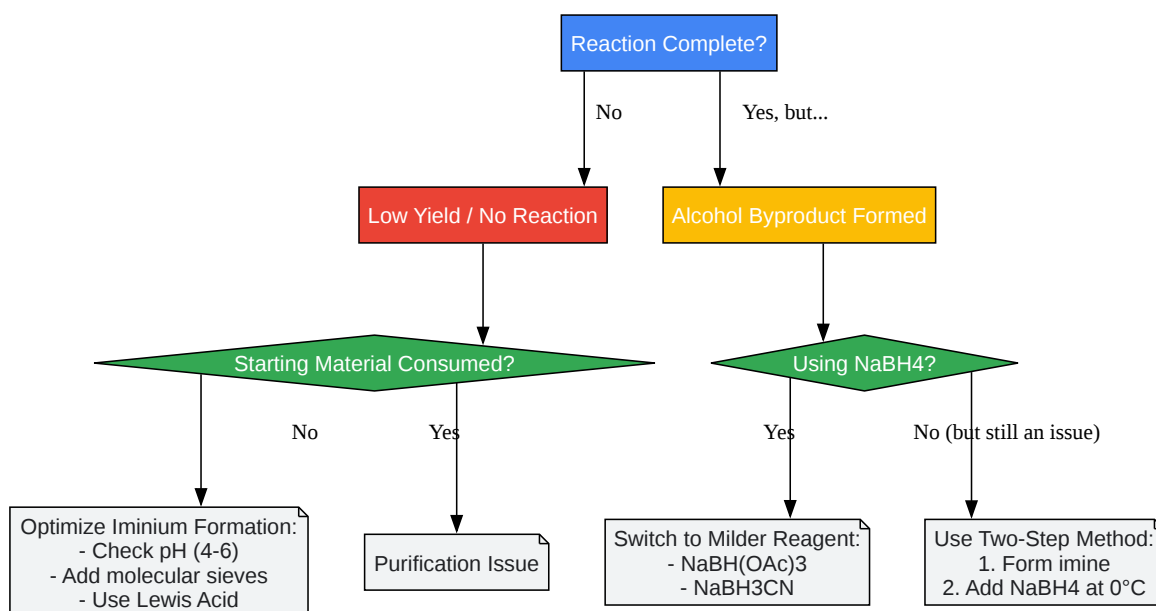 Reaction Complete?
No
Yes, but...
Low Yield / No Reaction
Alcohol Byproduct Formed
Starting Material Consumed?
Using NaBH4?
No
Yes
Yes
No (but still an issue)
Optimize Iminium Formation:
- Check pH (4-6)
- Add molecular sieves
- Use Lewis Acid
Purification Issue
Switch to Milder Reagent:
- NaBH(OAc)3
- NaBH3CN
Use Two-Step Method:
1. Form imine
2. Add NaBH4 at 0°C